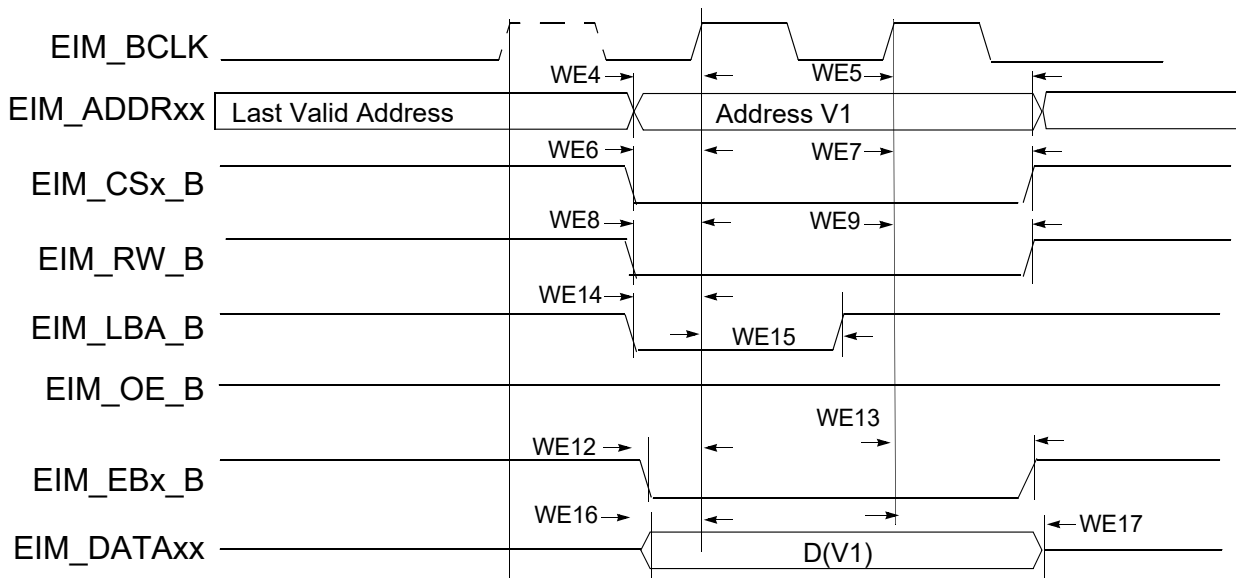 EIM_BCLK
WE4
WE5
EIM_ADDRxx
Last Valid Address
Address V1
WE6
WE7
EIM_CSx_B
WE8
WE9
EIM_RW_B
WE14
EIM_LBA_B
WE15
EIM_OE_B
WE13
WE12
EIM_EBx_B
WE16
WE17
EIM_DATAxx
D(V1)